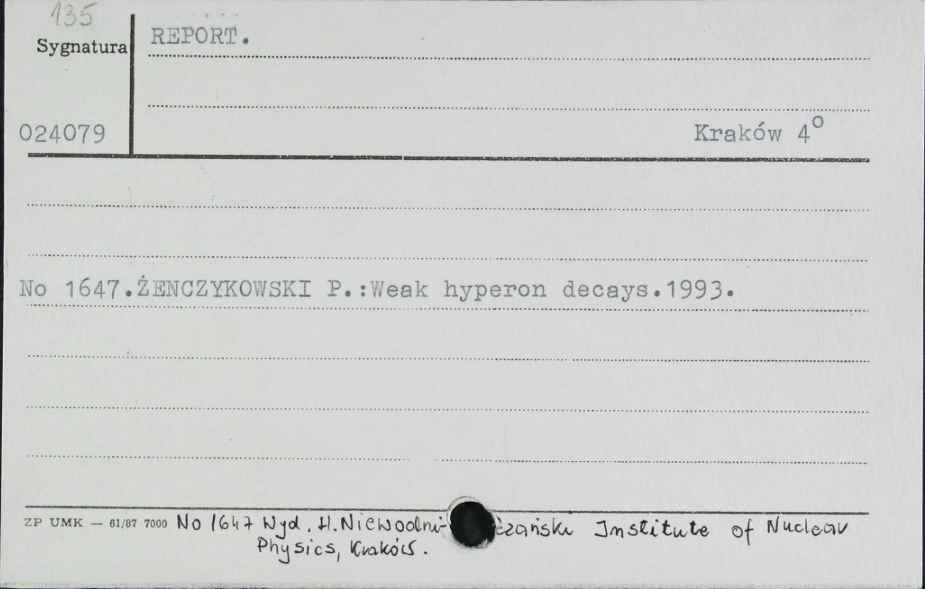 135
Sygnatura
REPORT.
024079
Kraków 4°
No 1647.ŻENCZYKOWSKI P.:Weak hyperon decays.1993.
ZP UMK — 61/87 7000 No 1647 Wyd. H.Niewodni-czański Institute of Nuclear
Physics, Kraków.